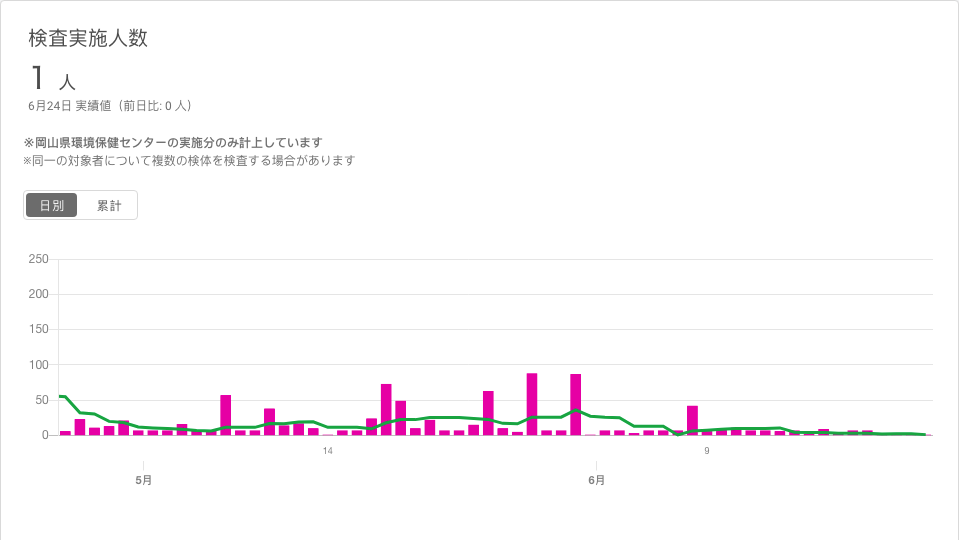 検査実施人数
1 人
6月24日 実績値（前日比: 0 人）
※岡山県環境保健センターの実施分のみ計上しています
※同一の対象者について複数の検体を検査する場合があります
日別 累計
250
200
150
100
50
0
14 9
5月 6月